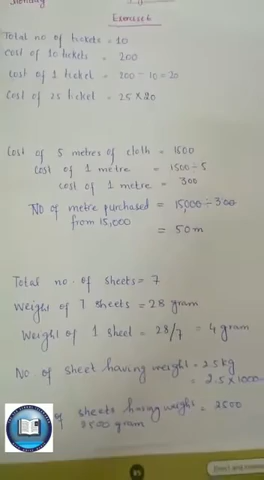 Monday
Exercise 6
Total no of tickets = 10
Cost of 10 tickets = 200
Cost of 1 ticket = 200 ÷ 10 = 20
Cost of 25 ticket = 25 × 20
Cost of 5 metres of cloth = 1500
Cost of 1 metre = 1500 ÷ 5
cost of 1 metre = 300
No of metre purchased = 15,000 ÷ 300
from 15,000
= 50m
Total no. of sheets = 7
Weight of 7 sheets = 28 gram
Weight of 1 sheet = 28/7 = 4 gram
No. of sheet having weight = 2.5 kg
= 2.5 × 1000
of sheets having weight = 2500
2500 gram